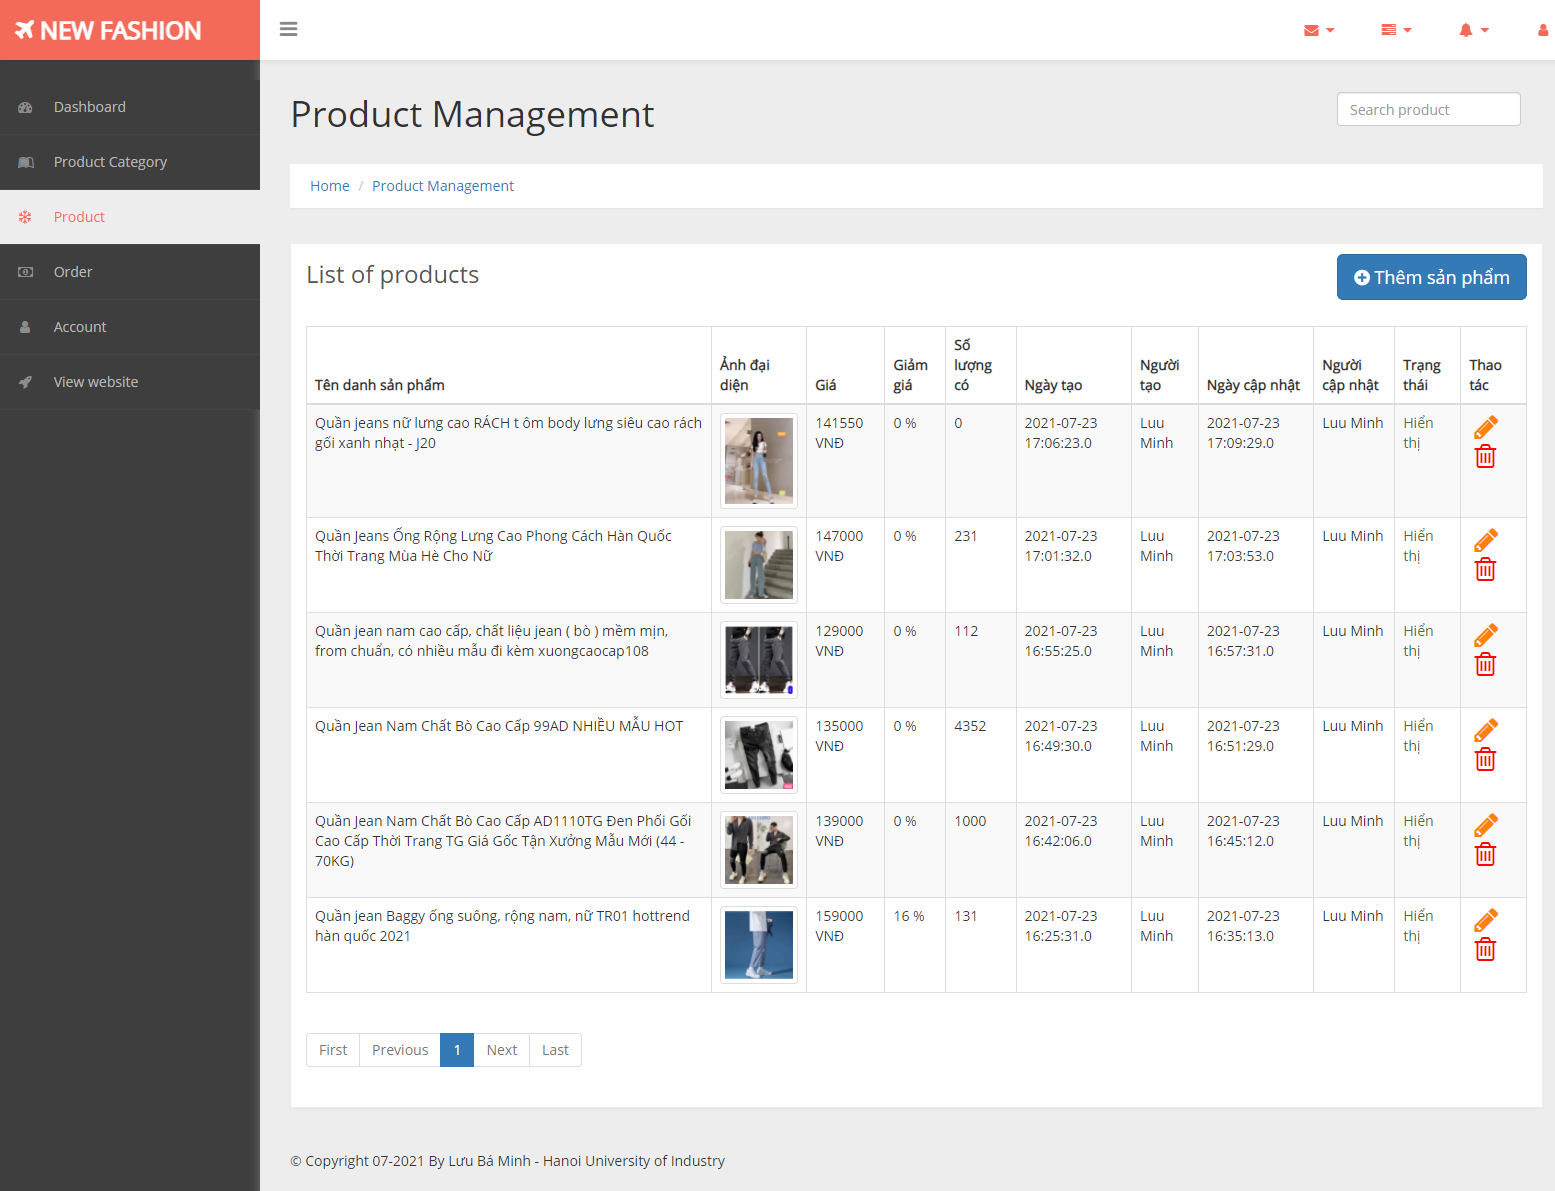 NEW FASHION
Dashboard
Product Category
Product
Order
Account
View website
Product Management
Search product
Home / Product Management
List of products
Thêm sản phẩm
Tên danh sản phẩm
Ảnh đại
diện
Giá
Giảm
giá
Số
lượng
có
Ngày tạo
Người
tạo
Ngày cập nhật
Người
cập nhật
Trạng
thái
Thao
tác
Quần jeans nữ lưng cao RÁCH t ôm body lưng siêu cao rách
gối xanh nhạt - J20
141550
VNĐ
0 %
0
2021-07-23
17:06:23.0
Luu
Minh
2021-07-23
17:09:29.0
Luu Minh
Hiển
thị
Quần Jeans Ống Rộng Lưng Cao Phong Cách Hàn Quốc
Thời Trang Mùa Hè Cho Nữ
147000
VNĐ
0 %
231
2021-07-23
17:01:32.0
Luu
Minh
2021-07-23
17:03:53.0
Luu Minh
Hiển
thị
Quần jean nam cao cấp, chất liệu jean ( bò ) mềm mịn,
from chuẩn, có nhiều mẫu đi kèm xuongcaocap108
129000
VNĐ
0 %
112
2021-07-23
16:55:25.0
Luu
Minh
2021-07-23
16:57:31.0
Luu Minh
Hiển
thị
Quần Jean Nam Chất Bò Cao Cấp 99AD NHIỀU MẪU HOT
135000
VNĐ
0 %
4352
2021-07-23
16:49:30.0
Luu
Minh
2021-07-23
16:51:29.0
Luu Minh
Hiển
thị
Quần Jean Nam Chất Bò Cao Cấp AD1110TG Đen Phối Gối
Cao Cấp Thời Trang TG Giá Gốc Tận Xưởng Mẫu Mới (44 -
70KG)
139000
VNĐ
0 %
1000
2021-07-23
16:42:06.0
Luu
Minh
2021-07-23
16:45:12.0
Luu Minh
Hiển
thị
Quần jean Baggy ống suông, rộng nam, nữ TR01 hottrend
hàn quốc 2021
159000
VNĐ
16 %
131
2021-07-23
16:25:31.0
Luu
Minh
2021-07-23
16:35:13.0
Luu Minh
Hiển
thị
First Previous 1 Next Last
© Copyright 07-2021 By Lưu Bá Minh - Hanoi University of Industry